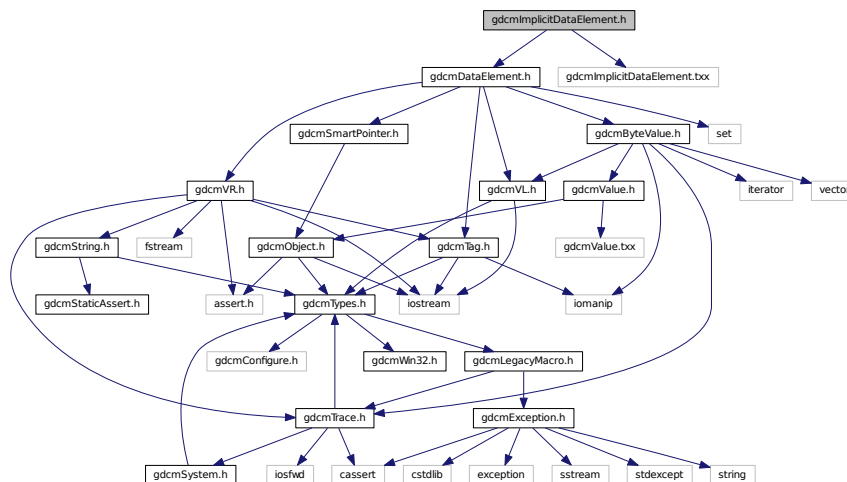 gdcmImplicitDataElement.h
gdcmDataElement.h
gdcmImplicitDataElement.txx
gdcmSmartPointer.h
gdcmByteValue.h
set
gdcmVR.h
gdcmVL.h
gdcmValue.h
iterator
vector
gdcmString.h
fstream
gdcmObject.h
gdcmTag.h
gdcmValue.txx
gdcmStaticAssert.h
assert.h
gdcmTypes.h
iostream
iomanip
gdcmConfigure.h
gdcmWin32.h
gdcmLegacyMacro.h
gdcmTrace.h
gdcmException.h
gdcmSystem.h
iosfwd
cassert
cstdlib
exception
sstream
stdexcept
string